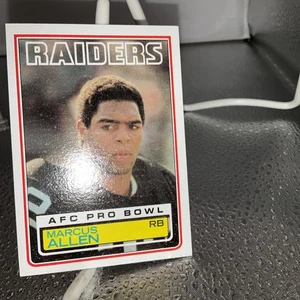 RAIDERS
AFC PRO BOWL
MARCUS RB
ALLEN